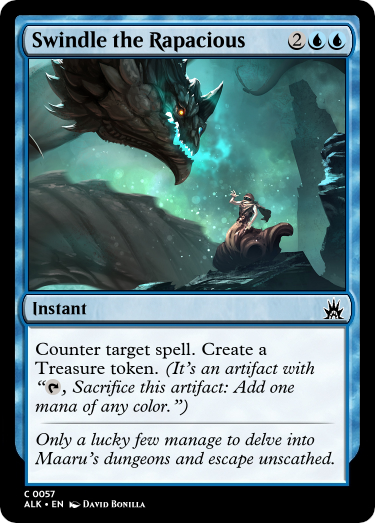 Swindle the Rapacious 2
Instant
Counter target spell. Create a
Treasure token. (It's an artifact with
“, Sacrifice this artifact: Add one
mana of any color.”)
Only a lucky few manage to delve into
Maaru's dungeons and escape unscathed.
C 0057
ALK • EN DAVID BONILLA